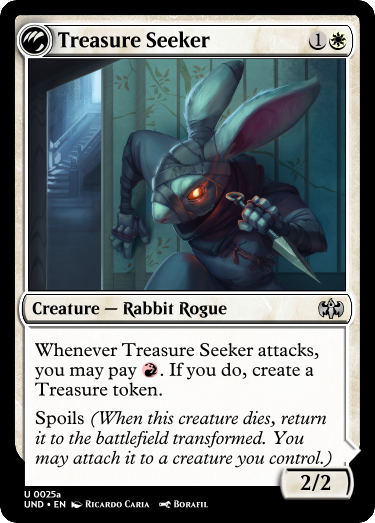 Treasure Seeker 1
Creature — Rabbit Rogue
Whenever Treasure Seeker attacks,
you may pay . If you do, create a
Treasure token.
Spoils (When this creature dies, return
it to the battlefield transformed. You
may attach it to a creature you control.)
2/2
U 0025a
UND • EN Ricardo Caria Borafil